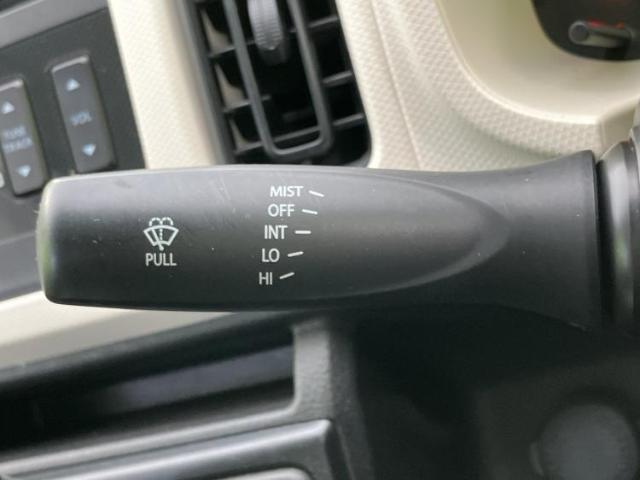 TUNE
TRACK
VOL
MIST
OFF
INT
LO
HI
PULL